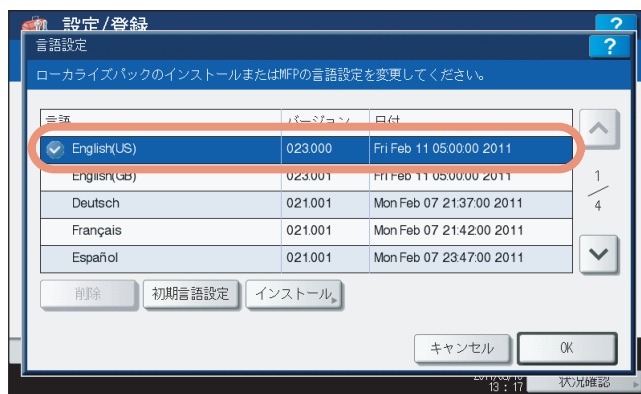 設定/登録 ?
言語設定 ?
ローカライズパックのインストールまたはMFPの言語設定を変更してください。
言語 バージョン 日付
English(US) 023.000 Fri Feb 11 05:00:00 2011
English(GB) 023.001 Fri Feb 11 05:00:00 2011
Deutsch 021.001 Mon Feb 07 21:37:00 2011
Français 021.001 Mon Feb 07 21:42:00 2011
Español 021.001 Mon Feb 07 23:47:00 2011
1
4
削除 初期言語設定 インストール
キャンセル OK
13 : 17 状況確認